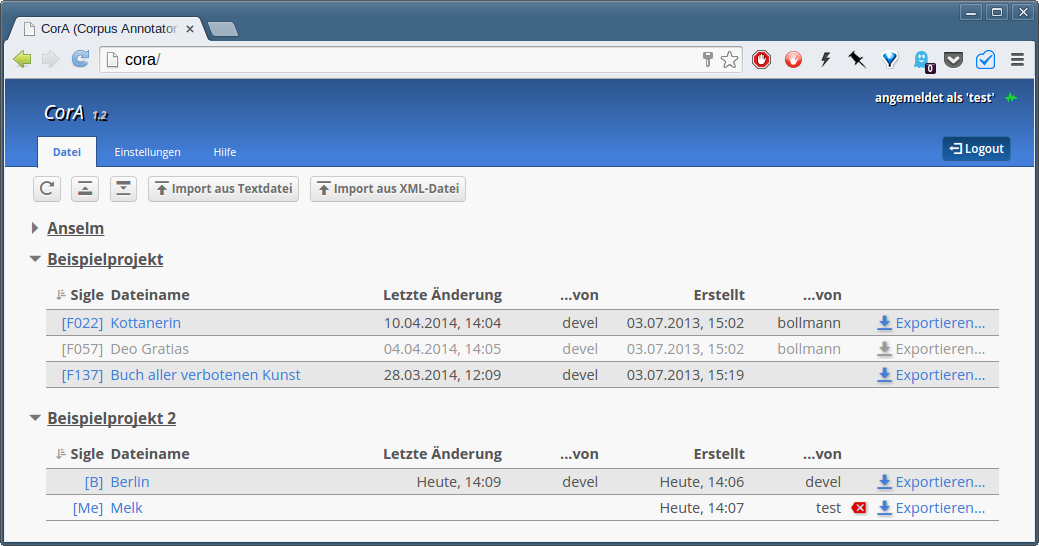 CorA (Corpus Annotator
cora/
0
angemeldet als 'test'
CorA 1.2
Datei Einstellungen Hilfe
Logout
Import aus Textdatei Import aus XML-Datei
Anselm
Beispielprojekt
Sigle Dateiname Letzte Änderung ...von Erstellt ...von
[F022] Kottanerin 10.04.2014, 14:04 devel 03.07.2013, 15:02 bollmann Exportieren...
[F057] Deo Gratias 04.04.2014, 14:05 devel 03.07.2013, 15:02 bollmann Exportieren...
[F137] Buch aller verbotenen Kunst 28.03.2014, 12:09 devel 03.07.2013, 15:19 Exportieren...
Beispielprojekt 2
Sigle Dateiname Letzte Änderung ...von Erstellt ...von
[B] Berlin Heute, 14:09 devel Heute, 14:06 devel Exportieren...
[Me] Melk Heute, 14:07 test Exportieren...